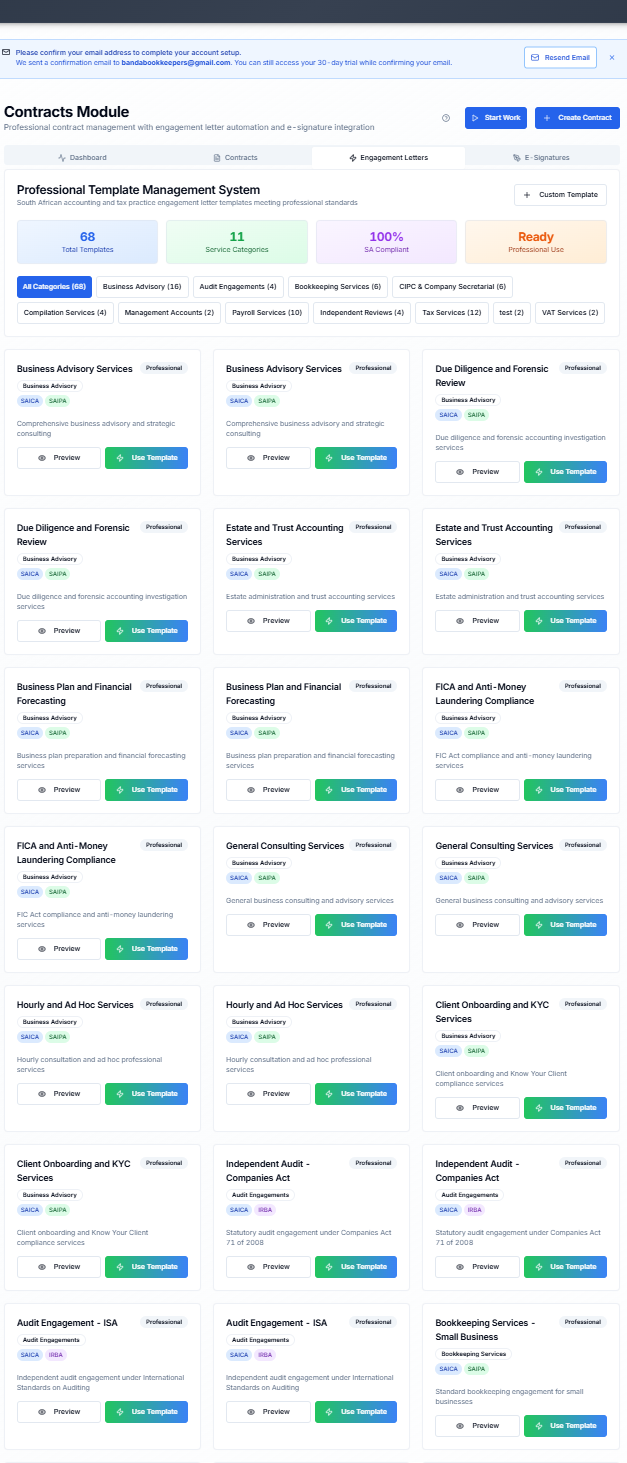 Please confirm your email address to complete your account setup.
We sent a confirmation email to bandabookkeepers@gmail.com. You can still access your 30-day trial while confirming your email.
Resend Email
Contracts Module
Professional contract management with engagement letter automation and e-signature integration
Start Work
Create Contract
Dashboard
Contracts
Engagement Letters
E-Signatures
Professional Template Management System
South African accounting and tax practice engagement letter templates meeting professional standards
Custom Template
68
Total Templates
11
Service Categories
100%
SA Compliant
Ready
Professional Use
All Categories (68)
Business Advisory (16)
Audit Engagements (4)
Bookkeeping Services (6)
CIPC & Company Secretarial (6)
Compilation Services (4)
Management Accounts (2)
Payroll Services (10)
Independent Reviews (4)
Tax Services (12)
test (2)
VAT Services (2)
Business Advisory Services
Professional
Business Advisory
SAICA
SAIPA
Comprehensive business advisory and strategic
consulting
Preview
Use Template
Business Advisory Services
Professional
Business Advisory
SAICA
SAIPA
Comprehensive business advisory and strategic
consulting
Preview
Use Template
Due Diligence and Forensic
Review
Professional
Business Advisory
SAICA
SAIPA
Due diligence and forensic accounting investigation
services
Preview
Use Template
Due Diligence and Forensic
Review
Professional
Business Advisory
SAICA
SAIPA
Due diligence and forensic accounting investigation
services
Preview
Use Template
Estate and Trust Accounting
Services
Professional
Business Advisory
SAICA
SAIPA
Estate administration and trust accounting services
Preview
Use Template
Estate and Trust Accounting
Services
Professional
Business Advisory
SAICA
SAIPA
Estate administration and trust accounting services
Preview
Use Template
Business Plan and Financial
Forecasting
Professional
Business Advisory
SAICA
SAIPA
Business plan preparation and financial forecasting
services
Preview
Use Template
Business Plan and Financial
Forecasting
Professional
Business Advisory
SAICA
SAIPA
Business plan preparation and financial forecasting
services
Preview
Use Template
FICA and Anti-Money
Laundering Compliance
Professional
Business Advisory
SAICA
SAIPA
FIC Act compliance and anti-money laundering
services
Preview
Use Template
FICA and Anti-Money
Laundering Compliance
Professional
Business Advisory
SAICA
SAIPA
FIC Act compliance and anti-money laundering
services
Preview
Use Template
General Consulting Services
Professional
Business Advisory
SAICA
SAIPA
General business consulting and advisory services
Preview
Use Template
General Consulting Services
Professional
Business Advisory
SAICA
SAIPA
General business consulting and advisory services
Preview
Use Template
Hourly and Ad Hoc Services
Professional
Business Advisory
SAICA
SAIPA
Hourly consultation and ad hoc professional
services
Preview
Use Template
Hourly and Ad Hoc Services
Professional
Business Advisory
SAICA
SAIPA
Hourly consultation and ad hoc professional
services
Preview
Use Template
Client Onboarding and KYC
Services
Professional
Business Advisory
SAICA
SAIPA
Client onboarding and Know Your Client
compliance services
Preview
Use Template
Client Onboarding and KYC
Services
Professional
Business Advisory
SAICA
SAIPA
Client onboarding and Know Your Client
compliance services
Preview
Use Template
Independent Audit -
Companies Act
Professional
Audit Engagements
SAICA
IRBA
Statutory audit engagement under Companies Act
71 of 2008
Preview
Use Template
Independent Audit -
Companies Act
Professional
Audit Engagements
SAICA
IRBA
Statutory audit engagement under Companies Act
71 of 2008
Preview
Use Template
Audit Engagement - ISA
Professional
Audit Engagements
SAICA
IRBA
Independent audit engagement under International
Standards on Auditing
Preview
Use Template
Audit Engagement - ISA
Professional
Audit Engagements
SAICA
IRBA
Independent audit engagement under International
Standards on Auditing
Preview
Use Template
Bookkeeping Services -
Small Business
Professional
Bookkeeping Services
SAICA
SAIPA
Standard bookkeeping engagement for small
businesses
Preview
Use Template